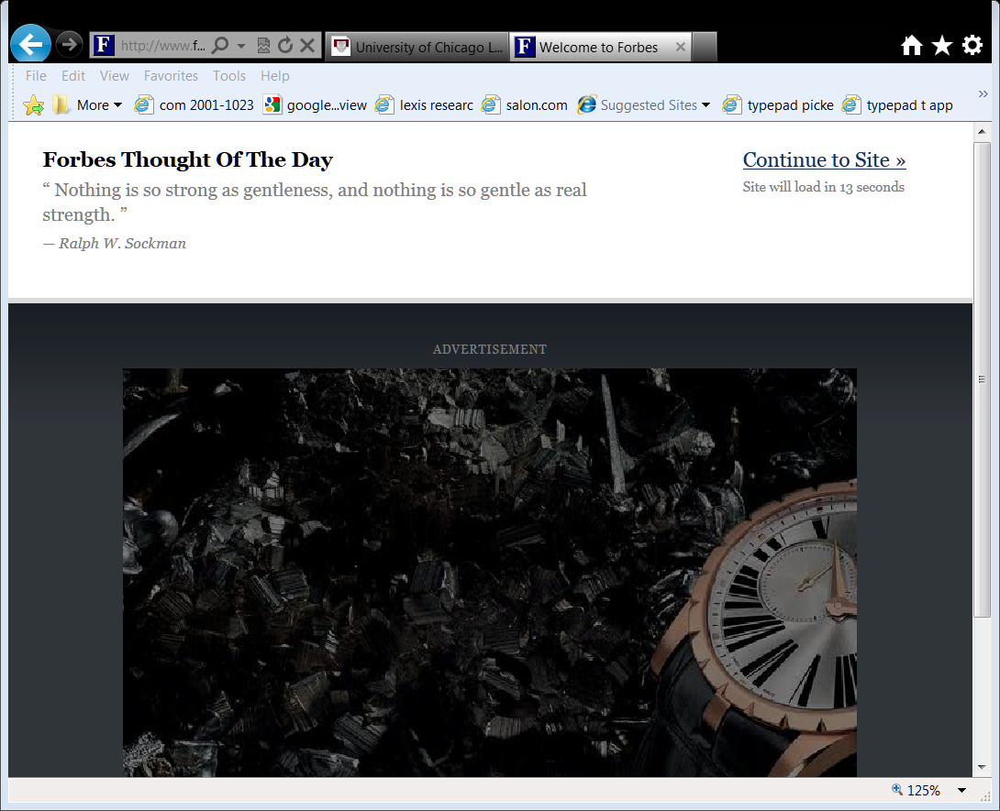 F http://www.f... University of Chicago L... F Welcome to Forbes
File Edit View Favorites Tools Help
More com 2001-1023 google...view lexis researc salon.com Suggested Sites typepad picke typepad t app »
Forbes Thought Of The Day
Continue to Site »
“ Nothing is so strong as gentleness, and nothing is so gentle as real
Site will load in 13 seconds
strength. ”
— Ralph W. Sockman
ADVERTISEMENT
125%